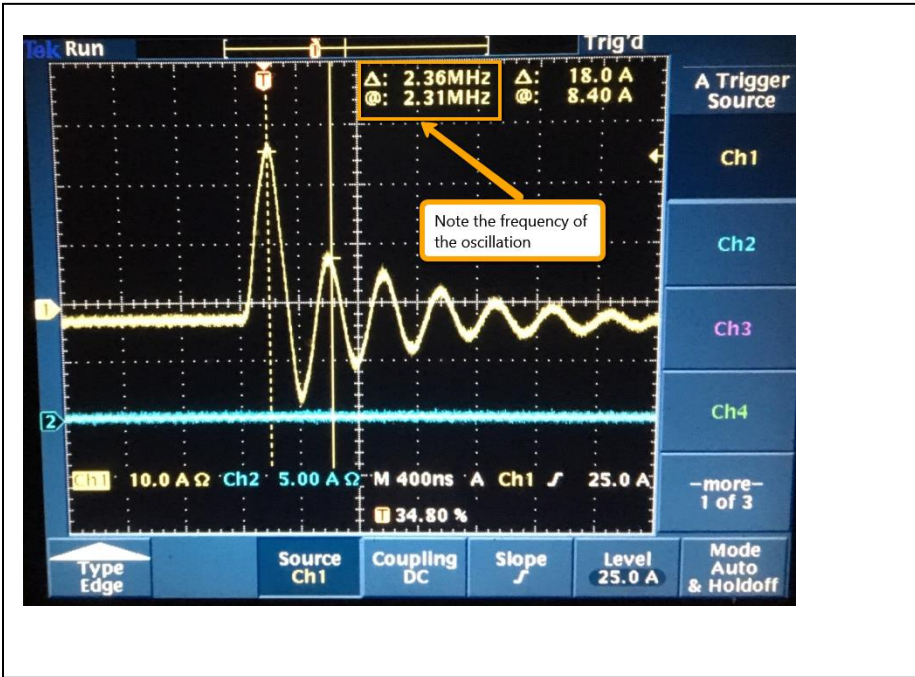 Tek Run
Trig'd
T
Δ: 2.36MHz Δ: 18.0 A
@: 2.31MHz @: 8.40 A
Note the frequency of
the oscillation
1
2
Ch1 10.0 A Ω Ch2 5.00 A Ω M 400ns A Ch1 25.0 A
T 34.80 %
A Trigger
Source
Ch1
Ch2
Ch3
Ch4
-more-
1 of 3
Type
Edge
Source
Ch1
Coupling
DC
Slope
Level
25.0 A
Mode
Auto
& Holdoff